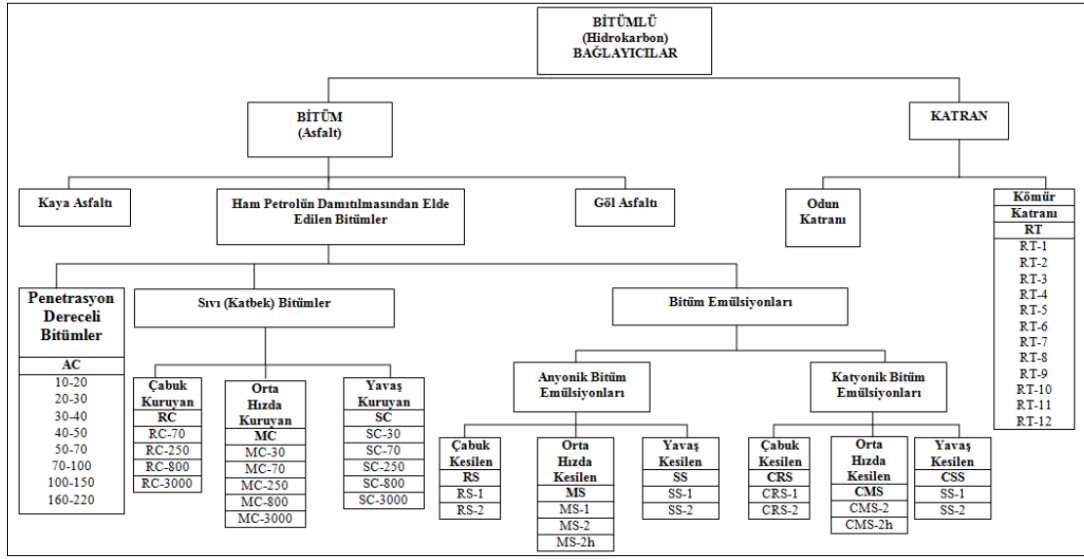 BİTÜMLÜ
(Hidrokarbon)
BAĞLAYICILAR
BİTÜM
(Asfalt)
KATRAN
Kaya Asfaltı
Ham Petrolün Damıtılmasından Elde
Edilen Bitümler
Göl Asfaltı
Odun
Katranı
Kömür
Katranı
RT
RT-1
RT-2
RT-3
RT-4
RT-5
RT-6
RT-7
RT-8
RT-9
RT-10
RT-11
RT-12
Penetrasyon
Dereceli
Bitümler
AC
10-20
20-30
30-40
40-50
50-70
70-100
100-150
160-220
Sıvı (Katbek) Bitümler
Çabuk
Kuruyan
RC
RC-70
RC-250
RC-800
RC-3000
Orta
Hızda
Kuruyan
MC
MC-30
MC-70
MC-250
MC-800
MC-3000
Yavaş
Kuruyan
SC
SC-30
SC-70
SC-250
SC-800
SC-3000
Bitüm Emülsiyonları
Anyonik Bitüm
Emülsiyonları
Çabuk
Kesilen
RS
RS-1
RS-2
Orta
Hızda
Kesilen
MS
MS-1
MS-2
MS-2h
Yavaş
Kesilen
SS
SS-1
SS-2
Katyonik Bitüm
Emülsiyonları
Çabuk
Kesilen
CRS
CRS-1
CRS-2
Orta
Hızda
Kesilen
CMS
CMS-2
CMS-2h
Yavaş
Kesilen
CSS
SS-1
SS-2